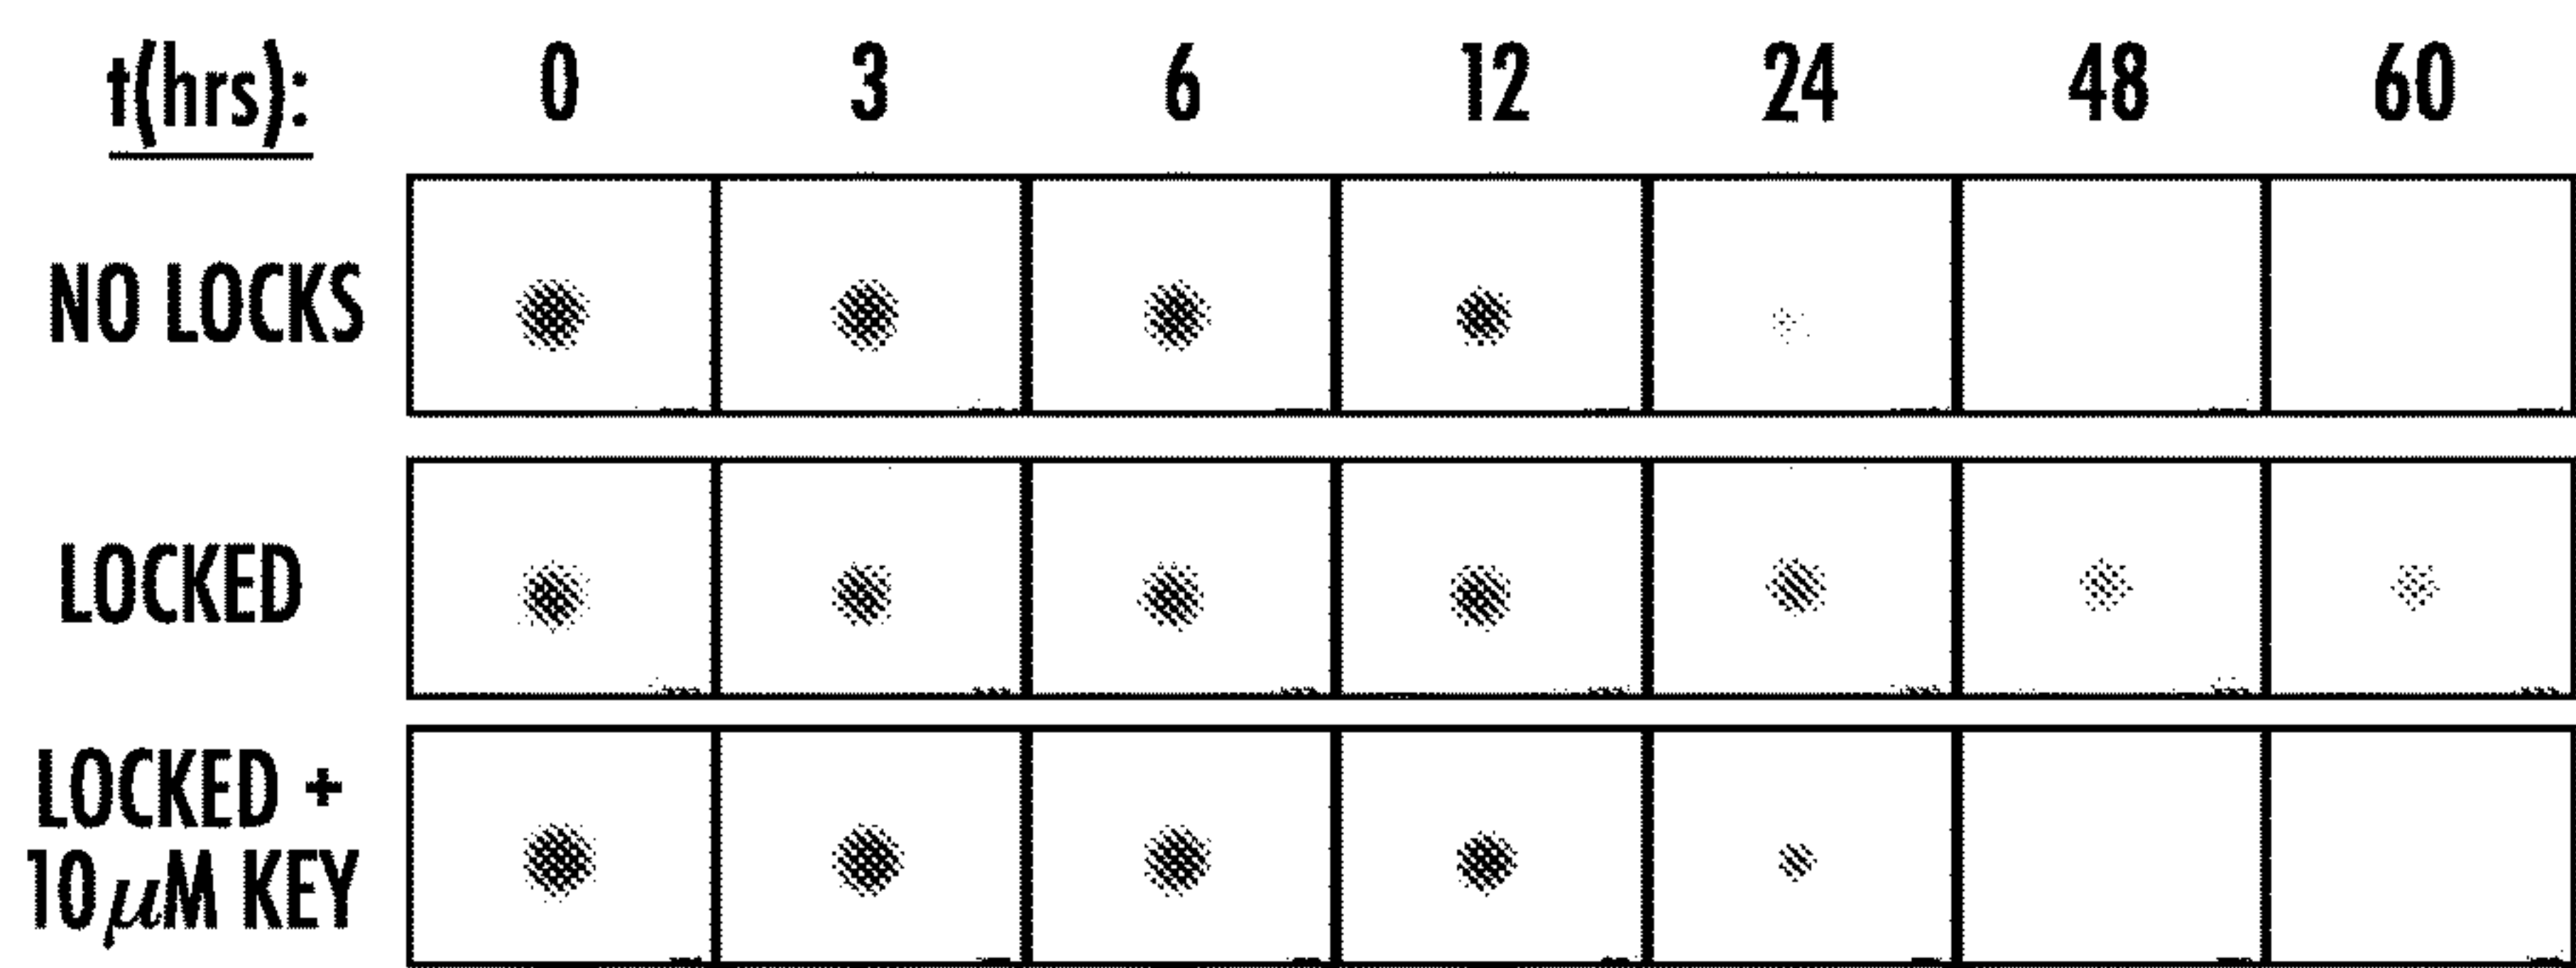 t(hrs): 0 3 6 12 24 48 60
NO LOCKS
LOCKED
LOCKED +
10μM KEY